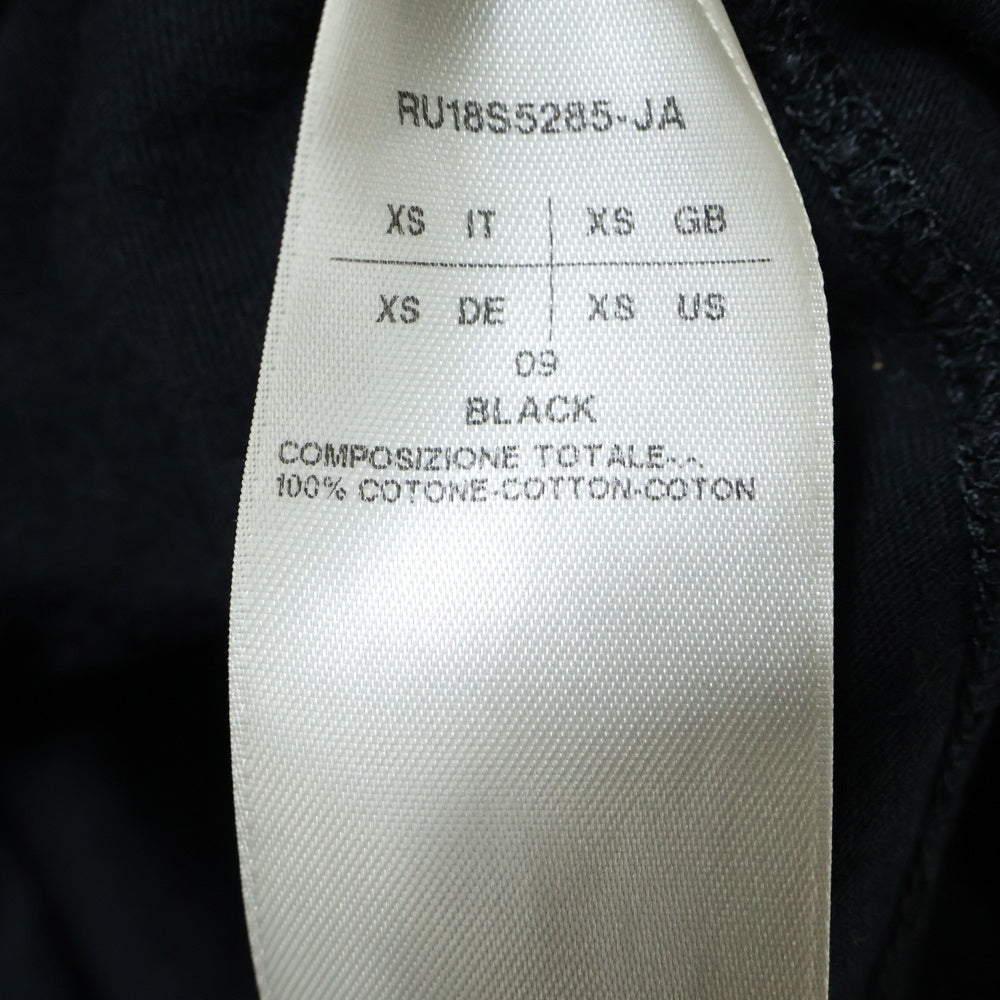 RU18S5285-JA
XS IT XS GB
XS DE XS US
09
BLACK
COMPOSIZIONE TOTALE-.-.
100% COTONE-COTTON-COTON